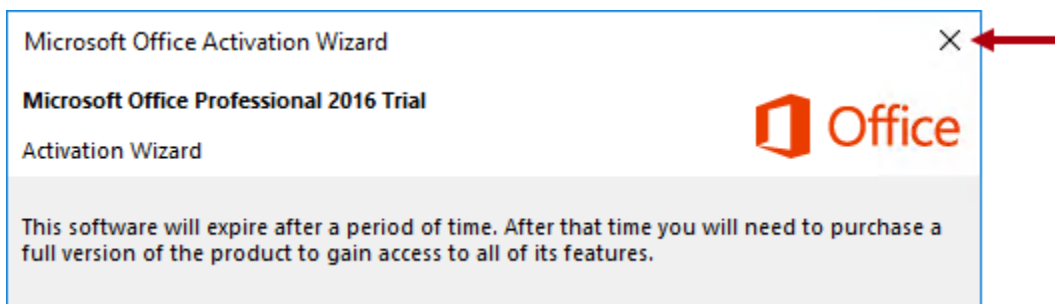 Microsoft Office Activation Wizard
Microsoft Office Professional 2016 Trial
Office
Activation Wizard
This software will expire after a period of time. After that time you will need to purchase a
full version of the product to gain access to all of its features.